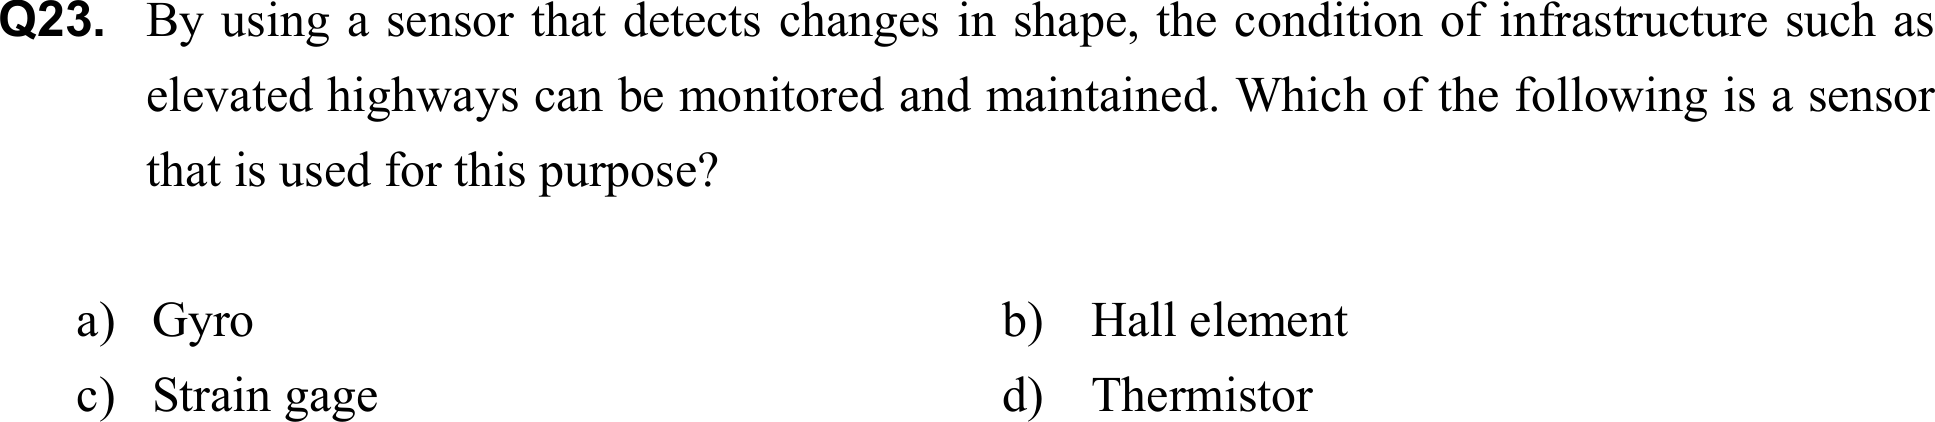 Q23. By using a sensor that detects changes in shape, the condition of infrastructure such as
elevated highways can be monitored and maintained. Which of the following is a sensor
that is used for this purpose?
a) Gyro b) Hall element
c) Strain gage d) Thermistor